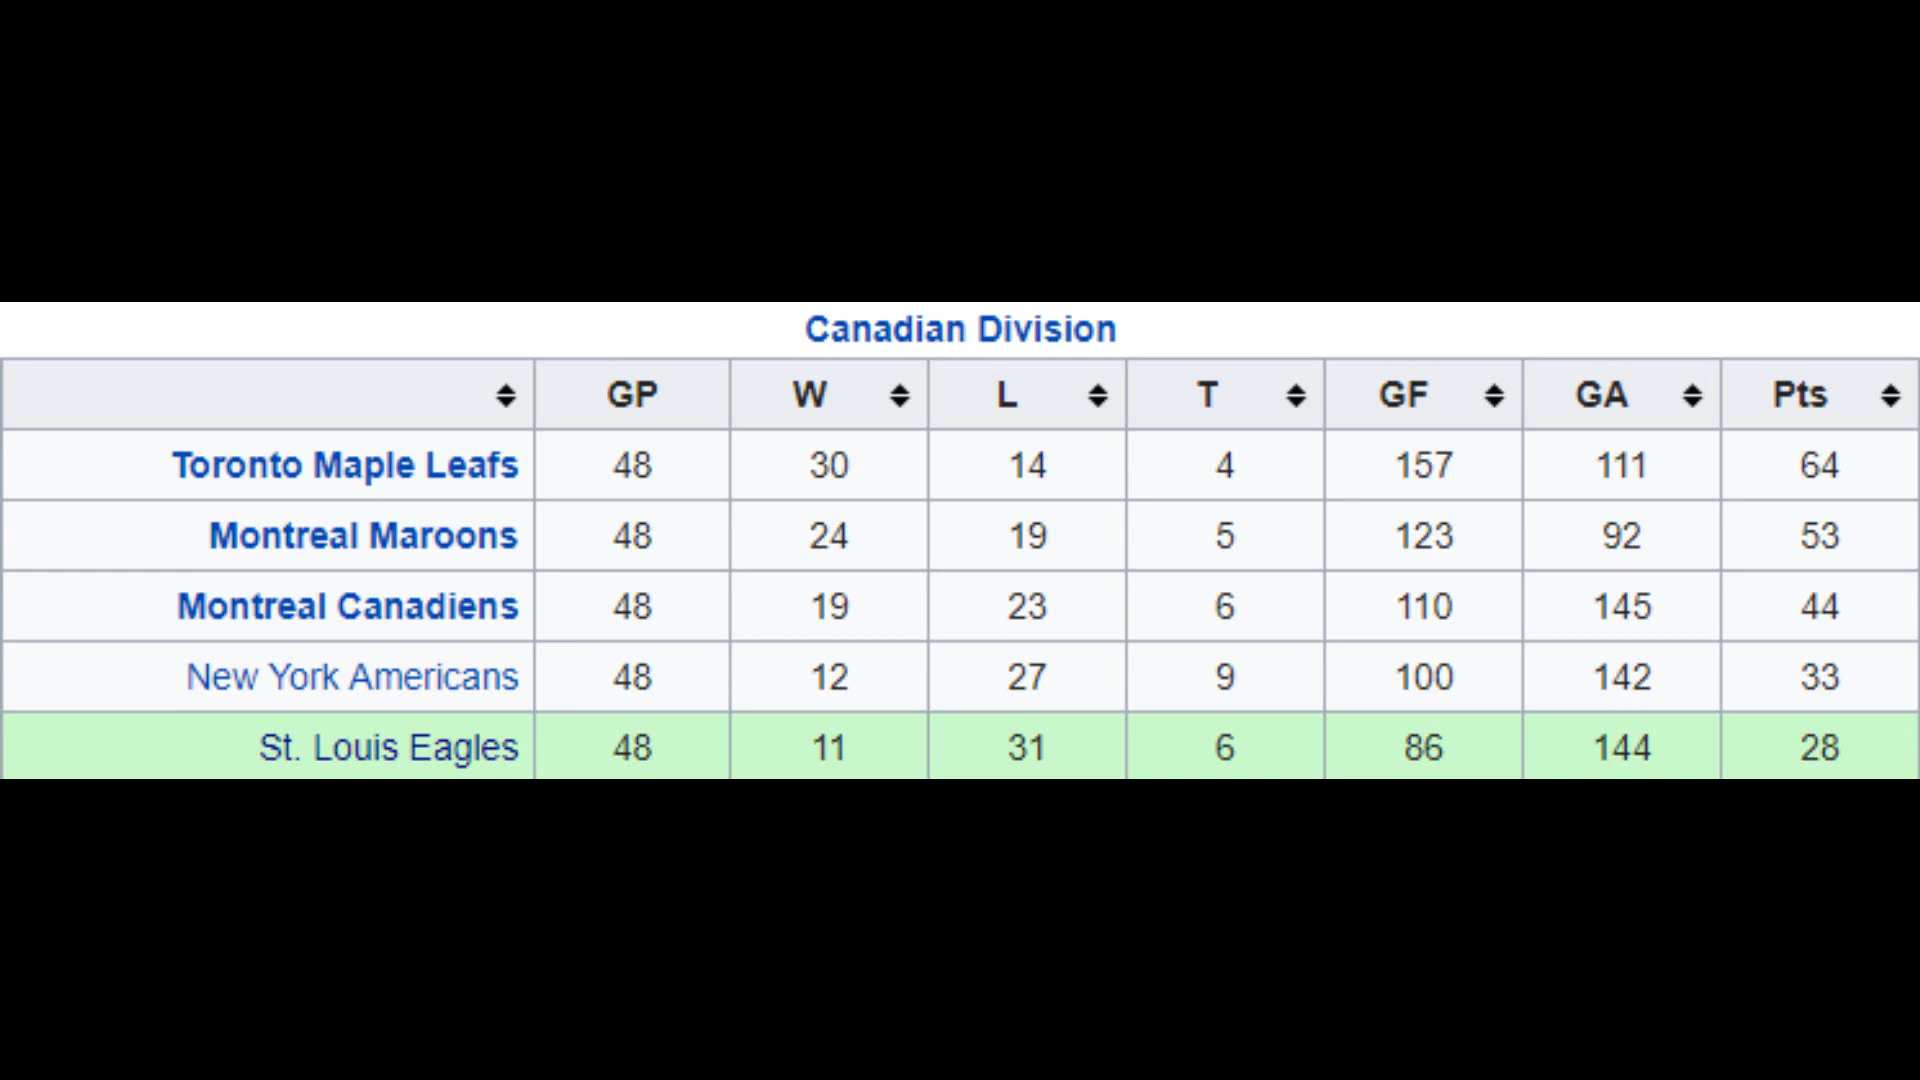 Canadian Division
GP W L T GF GA Pts
Toronto Maple Leafs 48 30 14 4 157 111 64
Montreal Maroons 48 24 19 5 123 92 53
Montreal Canadiens 48 19 23 6 110 145 44
New York Americans 48 12 27 9 100 142 33
St. Louis Eagles 48 11 31 6 86 144 28